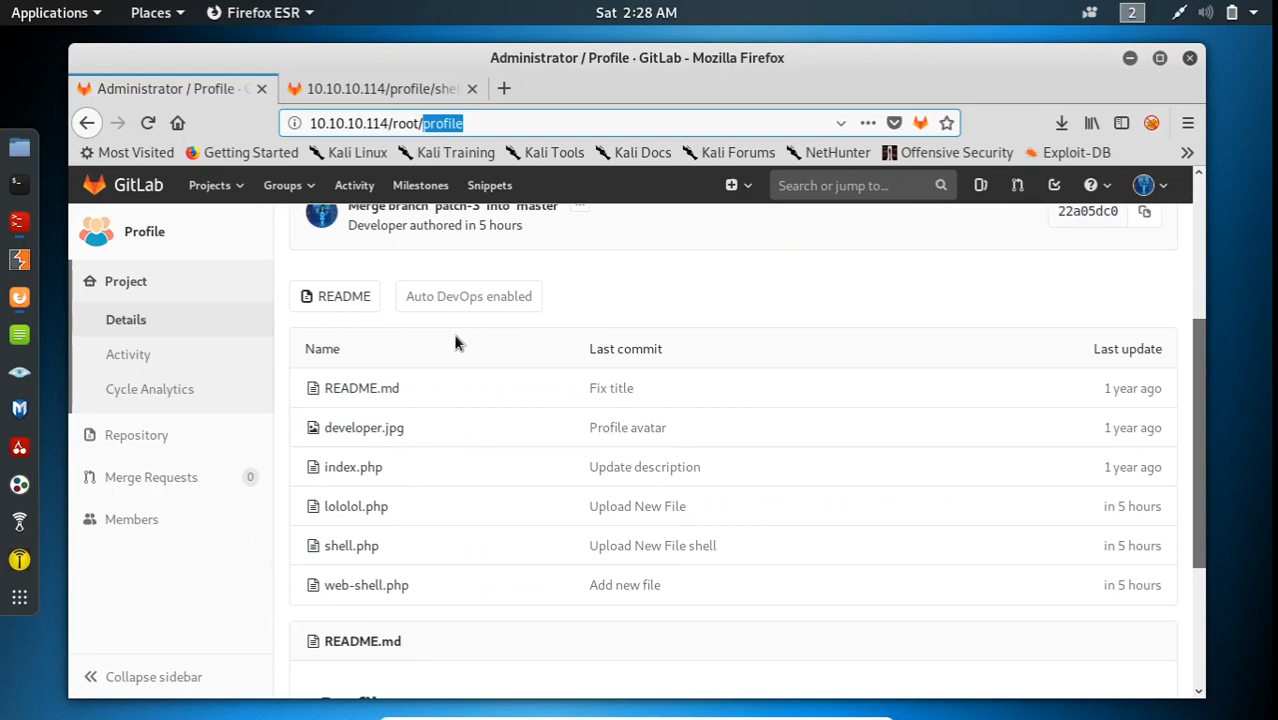 Applications Places Firefox ESR Sat 2:28 AM 2
Administrator / Profile · GitLab - Mozilla Firefox
Administrator / Profile · 10.10.10.114/profile/shel
10.10.10.114/root/profile
Most Visited Getting Started Kali Linux Kali Training Kali Tools Kali Docs Kali Forums NetHunter Offensive Security Exploit-DB
GitLab Projects Groups Activity Milestones Snippets Search or jump to...
Merge branch 'patch-3' into 'master'
Developer authored in 5 hours
22a05dc0
Profile
Project
Details
Activity
Cycle Analytics
Repository
Merge Requests 0
Members
Collapse sidebar
README Auto DevOps enabled
Name Last commit Last update
README.md Fix title 1 year ago
developer.jpg Profile avatar 1 year ago
index.php Update description 1 year ago
lololol.php Upload New File in 5 hours
shell.php Upload New File shell in 5 hours
web-shell.php Add new file in 5 hours
README.md